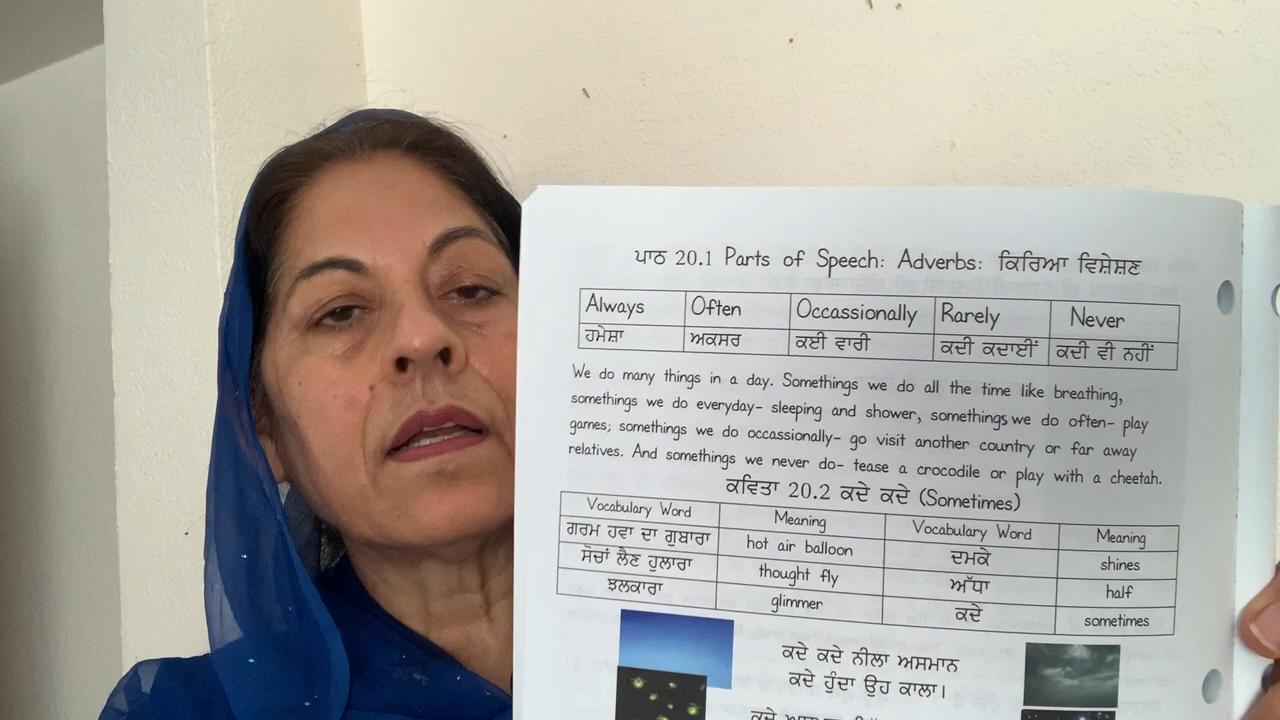 ਪਾਠ 20.1 Parts of Speech: Adverbs: ਕਿਰਿਆ ਵਿਸ਼ੇਸ਼ਣ
Always Often Occassionally Rarely Never
ਹਮੇਸ਼ਾ ਅਕਸਰ ਕਈ ਵਾਰੀ ਕਦੀ ਕਦਾਈਂ ਕਦੀ ਵੀ ਨਹੀਂ
We do many things in a day. Somethings we do all the time like breathing,
somethings we do everyday- sleeping and shower, somethings we do often- play
games; somethings we do occassionally- go visit another country or far away
relatives. And somethings we never do- tease a crocodile or play with a cheetah.
ਕਵਿਤਾ 20.2 ਕਦੇ ਕਦੇ (Sometimes)
Vocabulary Word Meaning Vocabulary Word Meaning
ਗਰਮ ਹਵਾ ਦਾ ਗੁਬਾਰਾ hot air balloon ਦਮਕੇ shines
ਸੋਚਾਂ ਲੈਣ ਹੁਲਾਰਾ thought fly ਅੱਧਾ half
ਝਲਕਾਰਾ glimmer ਕਦੇ sometimes
ਕਦੇ ਕਦੇ ਨੀਲਾ ਅਸਮਾਨ
ਕਦੇ ਹੁੰਦਾ ਉਹ ਕਾਲਾ।
ਕਦੇ